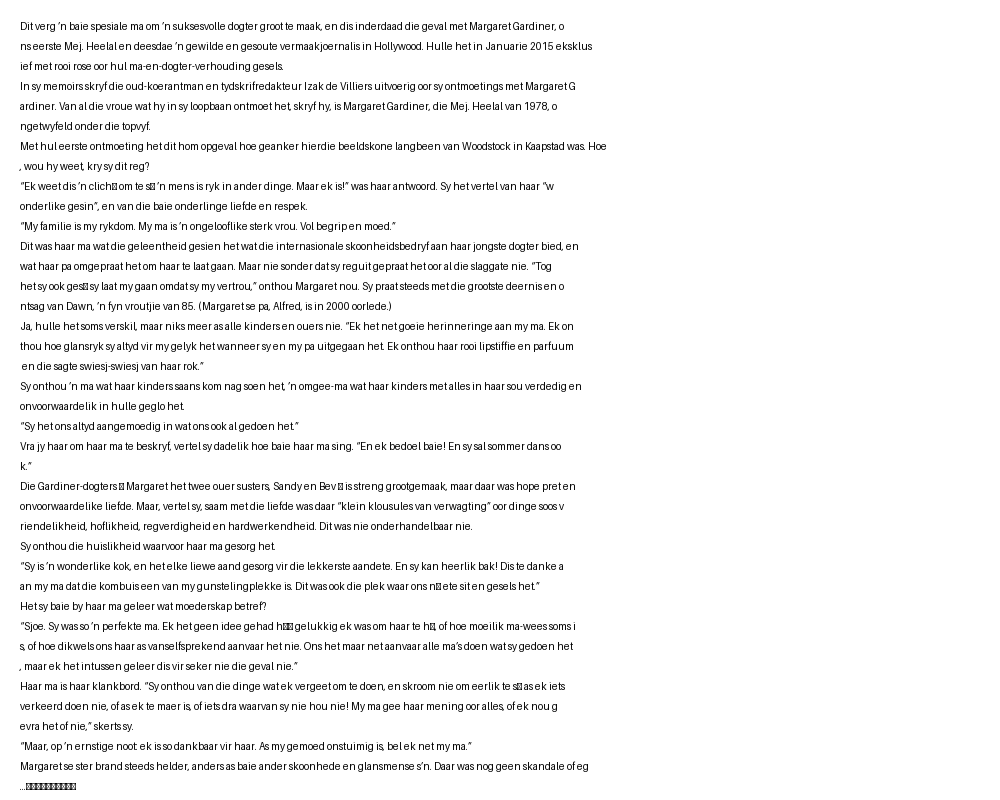 Dit verg ’n baie spesiale ma om ’n suksesvolle dogter groot te maak, en dis inderdaad die geval met Margaret Gardiner, o
ns eerste Mej. Heelal en deesdae ’n gewilde en gesoute vermaakjoernalis in Hollywood. Hulle het in Januarie 2015 eksklus
ief met rooi rose oor hul ma-en-dogter-verhouding gesels.
In sy memoirs skryf die oud-koerantman en tydskrifredakteur Izak de Villiers uitvoerig oor sy ontmoetings met Margaret G
ardiner. Van al die vroue wat hy in sy loopbaan ontmoet het, skryf hy, is Margaret Gardiner, die Mej. Heelal van 1978, o
ngetwyfeld onder die topvyf.
Met hul eerste ontmoeting het dit hom opgeval hoe geanker hierdie beeldskone langbeen van Woodstock in Kaapstad was. Hoe
, wou hy weet, kry sy dit reg?
“Ek weet dis ’n clich� om te s� ’n mens is ryk in ander dinge. Maar ek is!” was haar antwoord. Sy het vertel van haar “w
onderlike gesin”, en van die baie onderlinge liefde en respek.
“My familie is my rykdom. My ma is ’n ongelooflike sterk vrou. Vol begrip en moed.”
Dit was haar ma wat die geleentheid gesien het wat die internasionale skoonheidsbedryf aan haar jongste dogter bied, en
wat haar pa omgepraat het om haar te laat gaan. Maar nie sonder dat sy reguit gepraat het oor al die slaggate nie. “Tog
het sy ook ges� sy laat my gaan omdat sy my vertrou,” onthou Margaret nou. Sy praat steeds met die grootste deernis en o
ntsag van Dawn, ’n fyn vroutjie van 85. (Margaret se pa, Alfred, is in 2000 oorlede.)
Ja, hulle het soms verskil, maar niks meer as alle kinders en ouers nie. “Ek het net goeie herinneringe aan my ma. Ek on
thou hoe glansryk sy altyd vir my gelyk het wanneer sy en my pa uitgegaan het. Ek onthou haar rooi lipstiffie en parfuum
en die sagte swiesj-swiesj van haar rok.”
Sy onthou ’n ma wat haar kinders saans kom nag soen het, ’n omgee-ma wat haar kinders met alles in haar sou verdedig en
onvoorwaardelik in hulle geglo het.
“Sy het ons altyd aangemoedig in wat ons ook al gedoen het.”
Vra jy haar om haar ma te beskryf, vertel sy dadelik hoe baie haar ma sing. “En ek bedoel baie! En sy sal sommer dans oo
k.”
Die Gardiner-dogters � Margaret het twee ouer susters, Sandy en Bev � is streng grootgemaak, maar daar was hope pret en
onvoorwaardelike liefde. Maar, vertel sy, saam met die liefde was daar “klein klousules van verwagting” oor dinge soos v
riendelikheid, hoflikheid, regverdigheid en hardwerkendheid. Dit was nie onderhandelbaar nie.
Sy onthou die huislikheid waarvoor haar ma gesorg het.
“Sy is ’n wonderlike kok, en het elke liewe aand gesorg vir die lekkerste aandete. En sy kan heerlik bak! Dis te danke a
an my ma dat die kombuis een van my gunstelingplekke is. Dit was ook die plek waar ons n� ete sit en gesels het.”
Het sy baie by haar ma geleer wat moederskap betref?
“Sjoe. Sy was so ’n perfekte ma. Ek het geen idee gehad h�� gelukkig ek was om haar te h�, of hoe moeilik ma-wees soms i
s, of hoe dikwels ons haar as vanselfsprekend aanvaar het nie. Ons het maar net aanvaar alle ma’s doen wat sy gedoen het
, maar ek het intussen geleer dis vir seker nie die geval nie.”
Haar ma is haar klankbord. “Sy onthou van die dinge wat ek vergeet om te doen, en skroom nie om eerlik te s� as ek iets
verkeerd doen nie, of as ek te maer is, of iets dra waarvan sy nie hou nie! My ma gee haar mening oor alles, of ek nou g
evra het of nie,” skerts sy.
“Maar, op ’n ernstige noot: ek is so dankbaar vir haar. As my gemoed onstuimig is, bel ek net my ma.”
Margaret se ster brand steeds helder, anders as baie ander skoonhede en glansmense s’n. Daar was nog geen skandale of eg
...����������